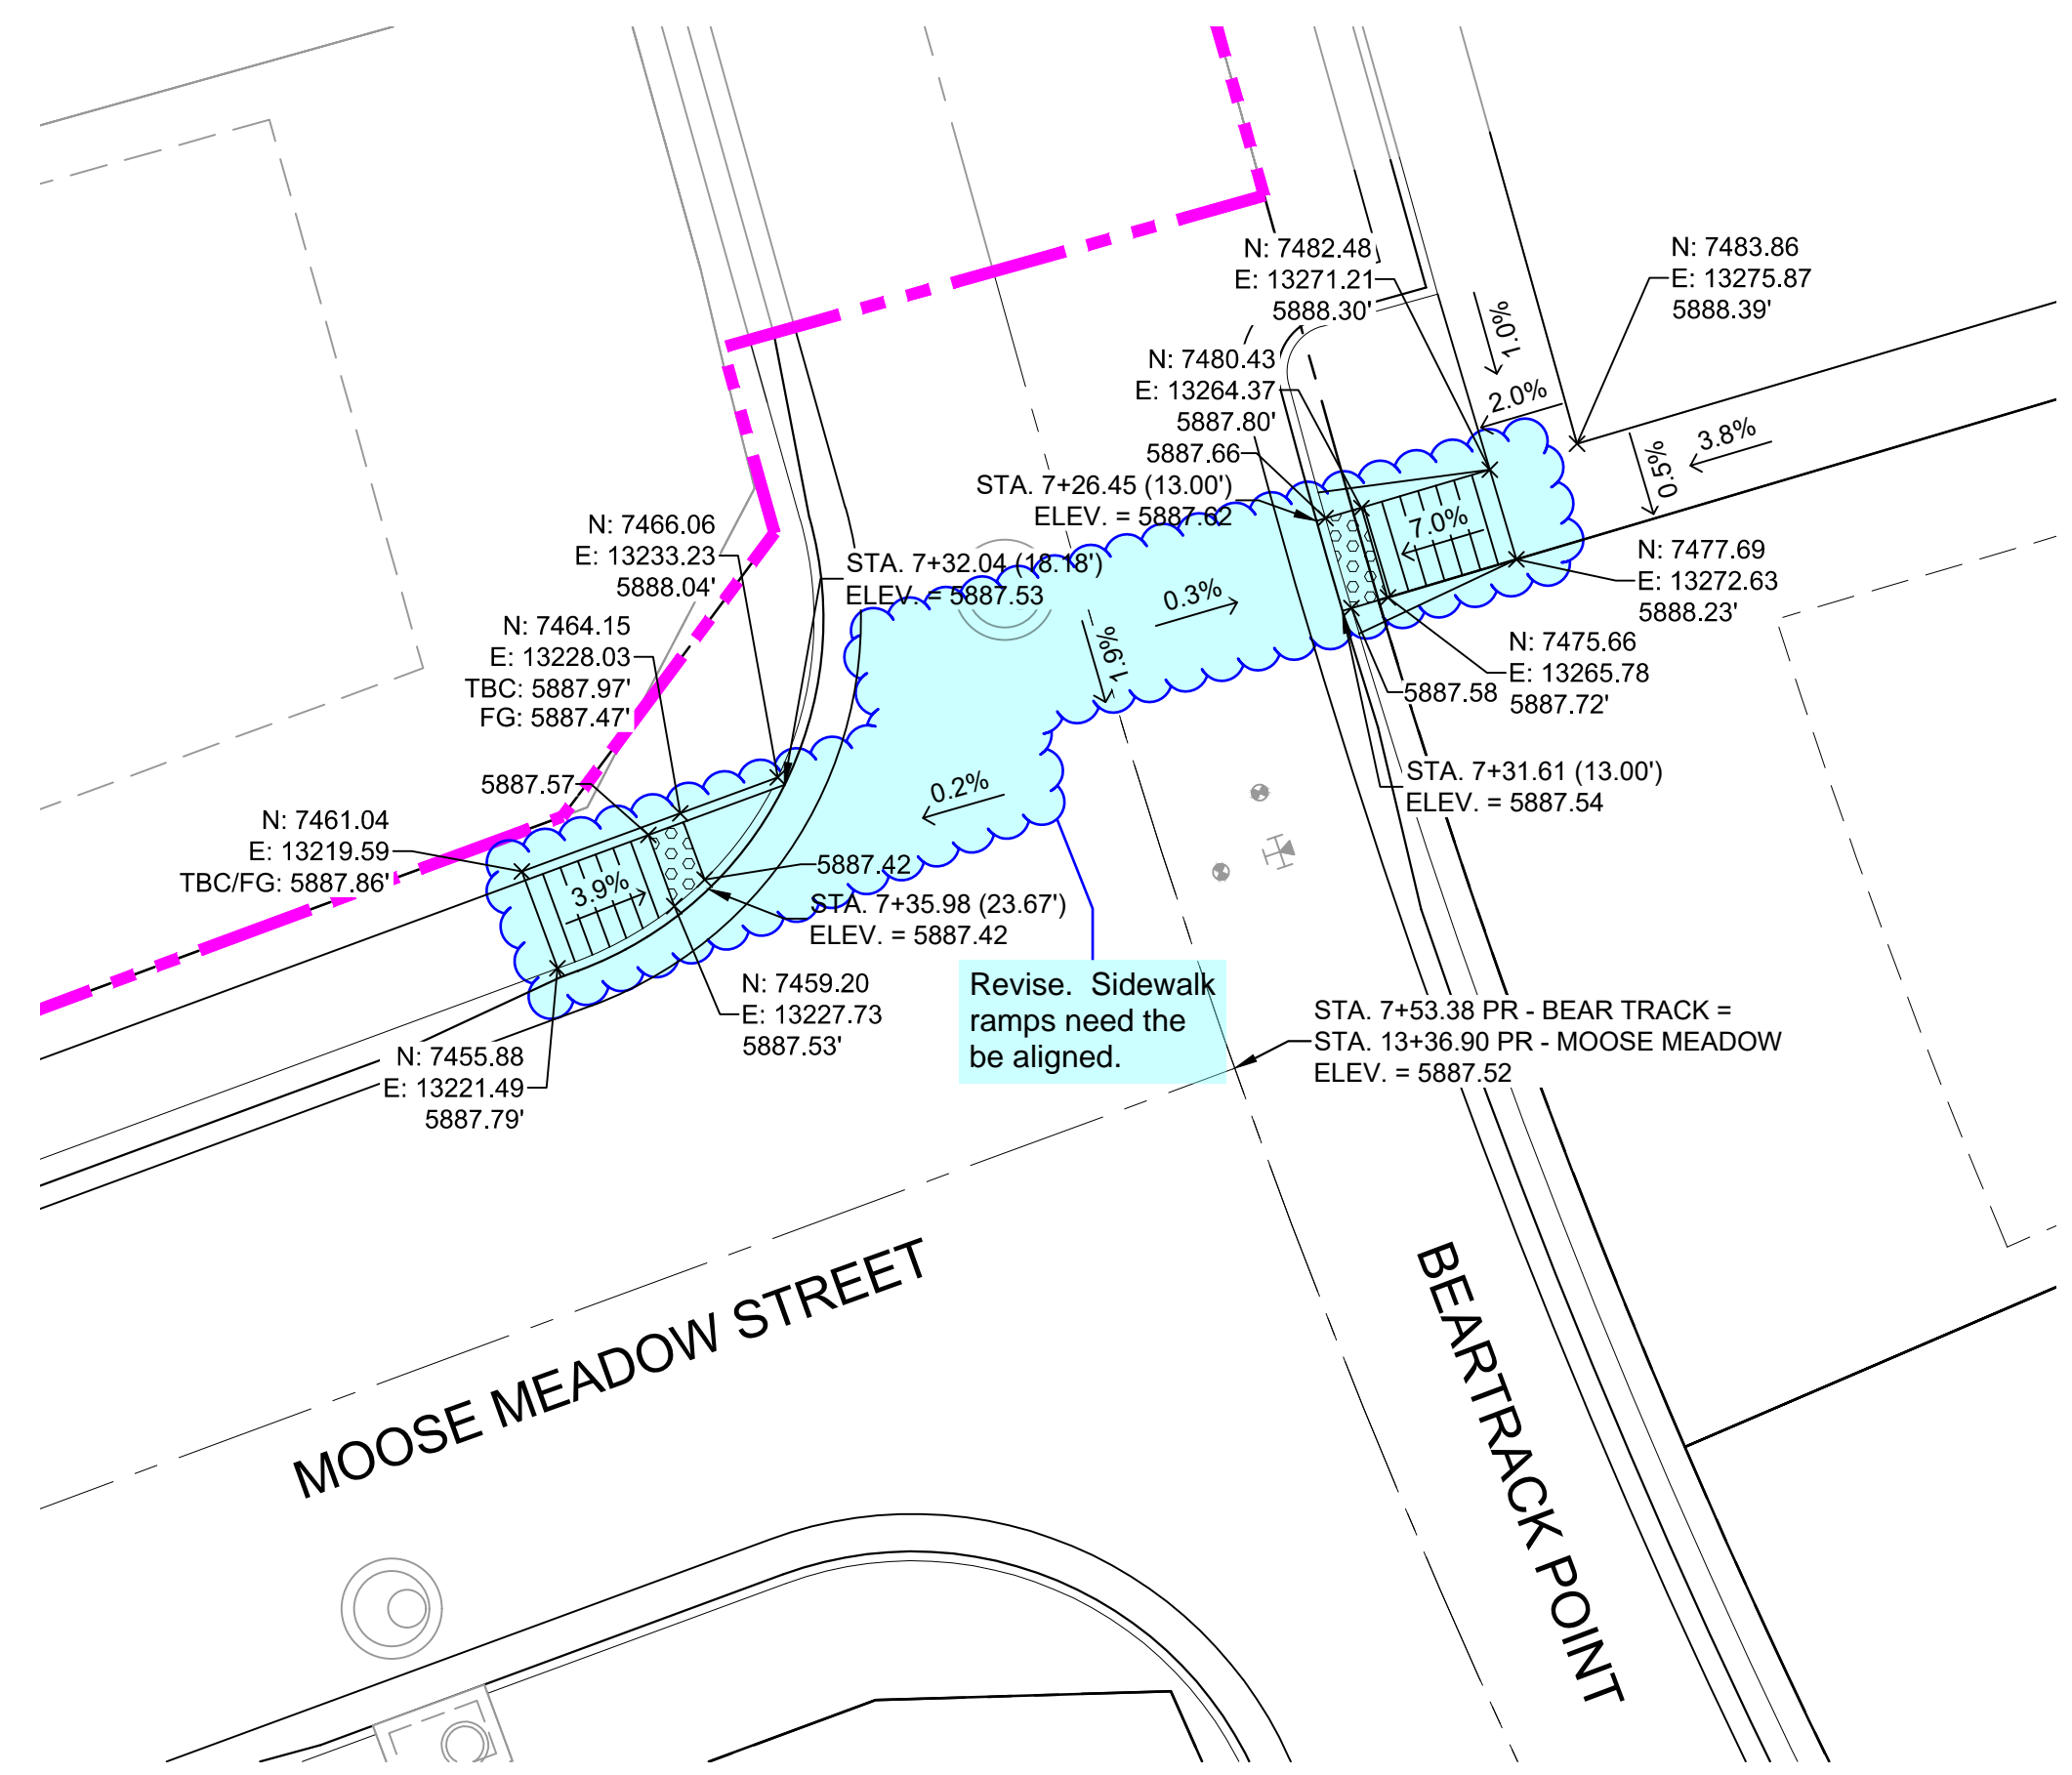 N: 7482.48
E: 13271.21
5888.30'
N: 7483.86
E: 13275.87
5888.39'
1.0%
2.0%
3.8%
0.5%
N: 7480.43
E: 13264.37
5887.80'
5887.66
STA. 7+26.45 (13.00')
ELEV. = 5887.62
7.0%
N: 7466.06
E: 13233.23
5888.04'
STA. 7+32.04 (18.18')
ELEV. = 5887.53
0.3%
1.9%
N: 7477.69
E: 13272.63
5888.23'
N: 7464.15
E: 13228.03
TBC: 5887.97'
FG: 5887.47'
N: 7475.66
E: 13265.78
5887.72'
5887.58
STA. 7+31.61 (13.00')
ELEV. = 5887.54
5887.57
0.2%
N: 7461.04
E: 13219.59
TBC/FG: 5887.86'
3.9%
5887.42
STA. 7+35.98 (23.67')
ELEV. = 5887.42
N: 7459.20
E: 13227.73
5887.53'
Revise.  Sidewalk
ramps need the
be aligned.
STA. 7+53.38 PR - BEAR TRACK =
STA. 13+36.90 PR - MOOSE MEADOW
ELEV. = 5887.52
N: 7455.88
E: 13221.49
5887.79'
MOOSE MEADOW STREET
BEARTRACK POINT